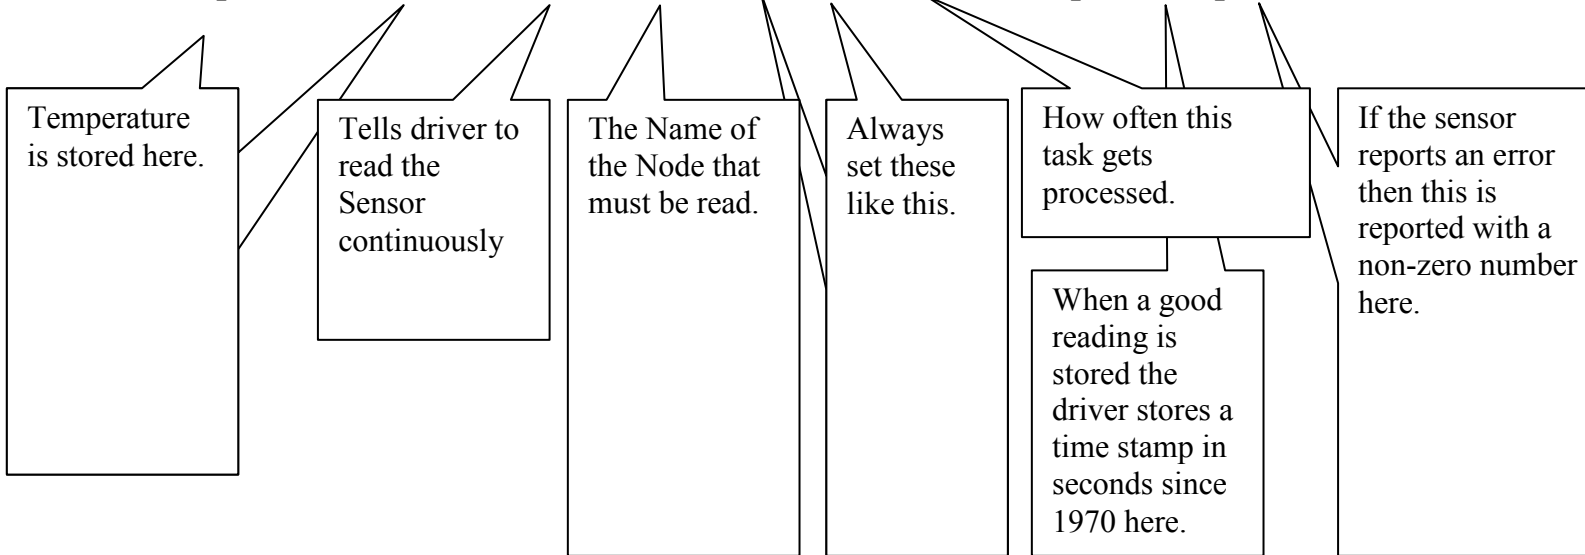 Temperature
is stored here.
Tells driver to
read the
Sensor
continuously
The Name of
the Node that
must be read.
Always
set these
like this.
How often this
task gets
processed.
When a good
reading is
stored the
driver stores a
time stamp in
seconds since
1970 here.
If the sensor
reports an error
then this is
reported with a
non-zero number
here.